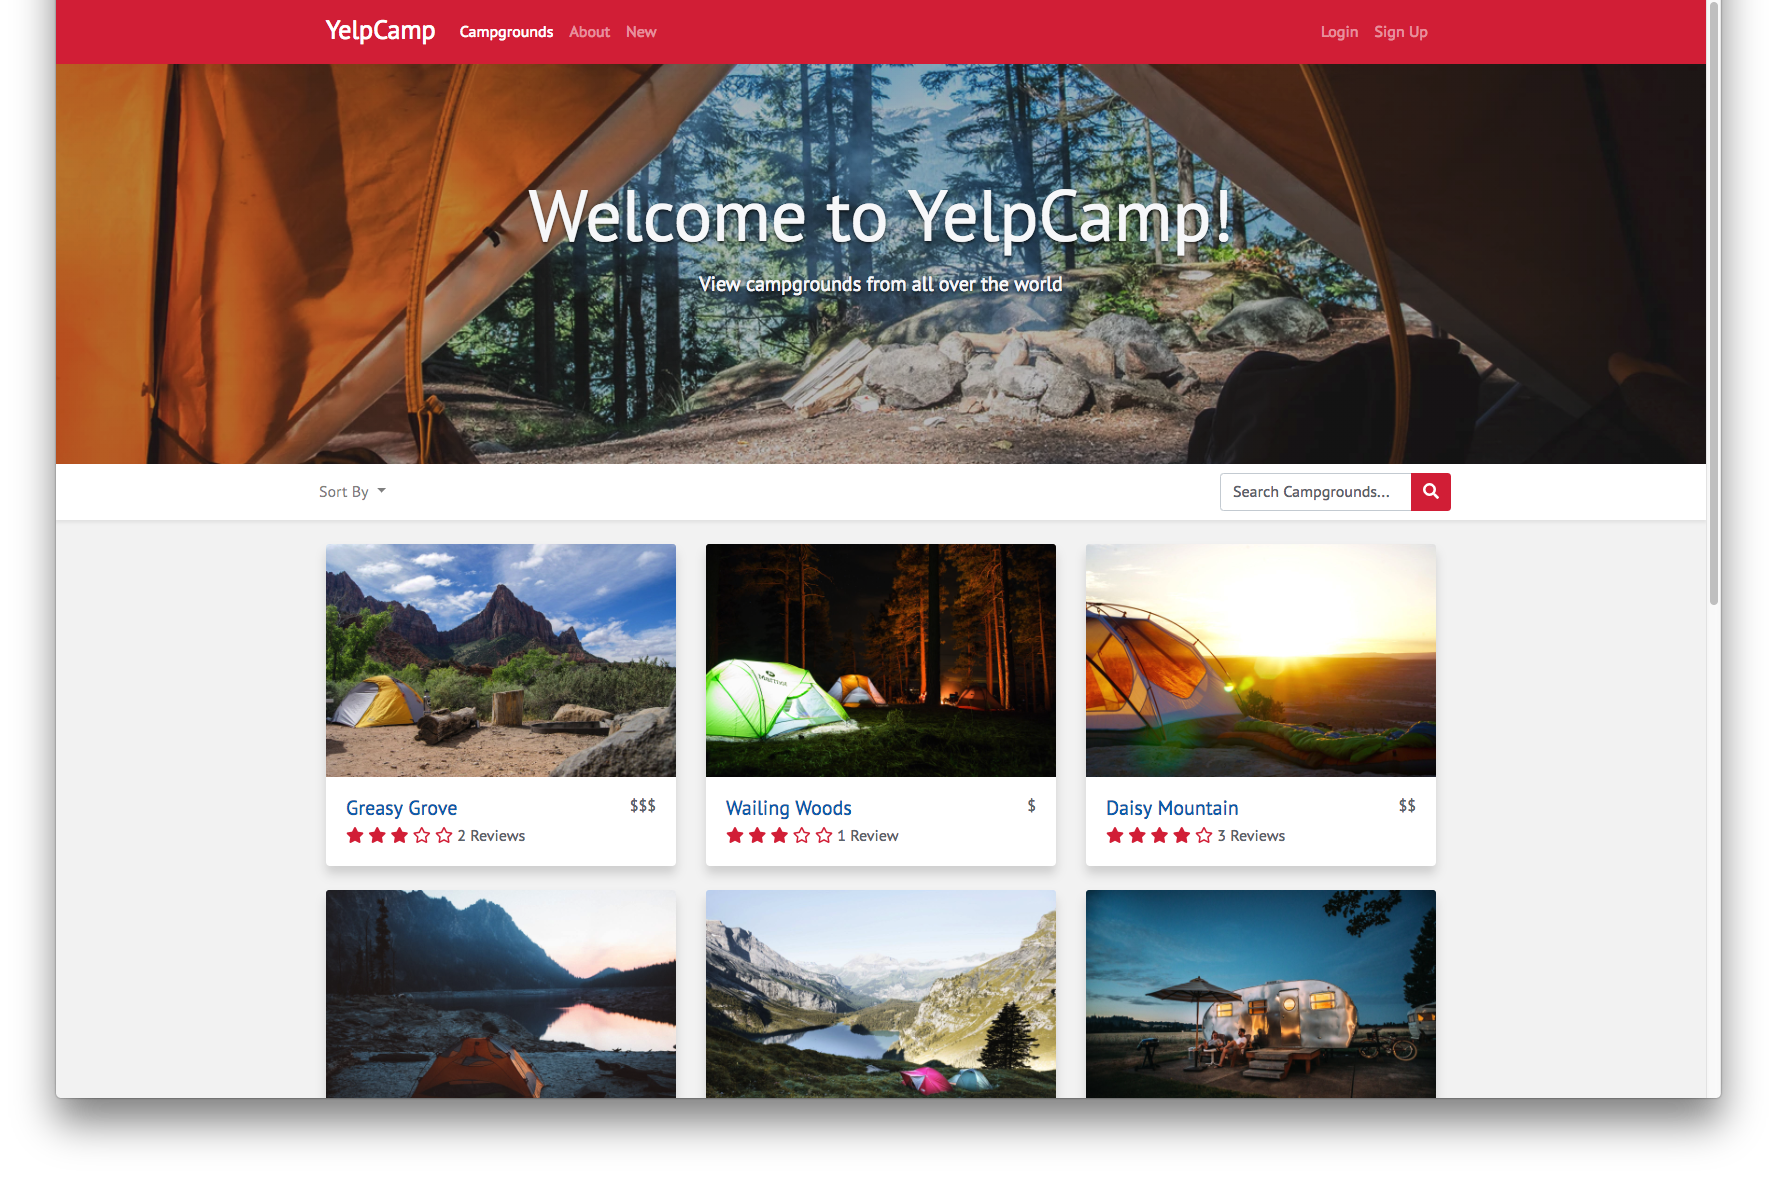 YelpCamp Campgrounds About New Login Sign Up
Welcome to YelpCamp!
View campgrounds from all over the world
Sort By Search Campgrounds...
Greasy Grove $$$
2 Reviews
Wailing Woods $
1 Review
Daisy Mountain $$
3 Reviews